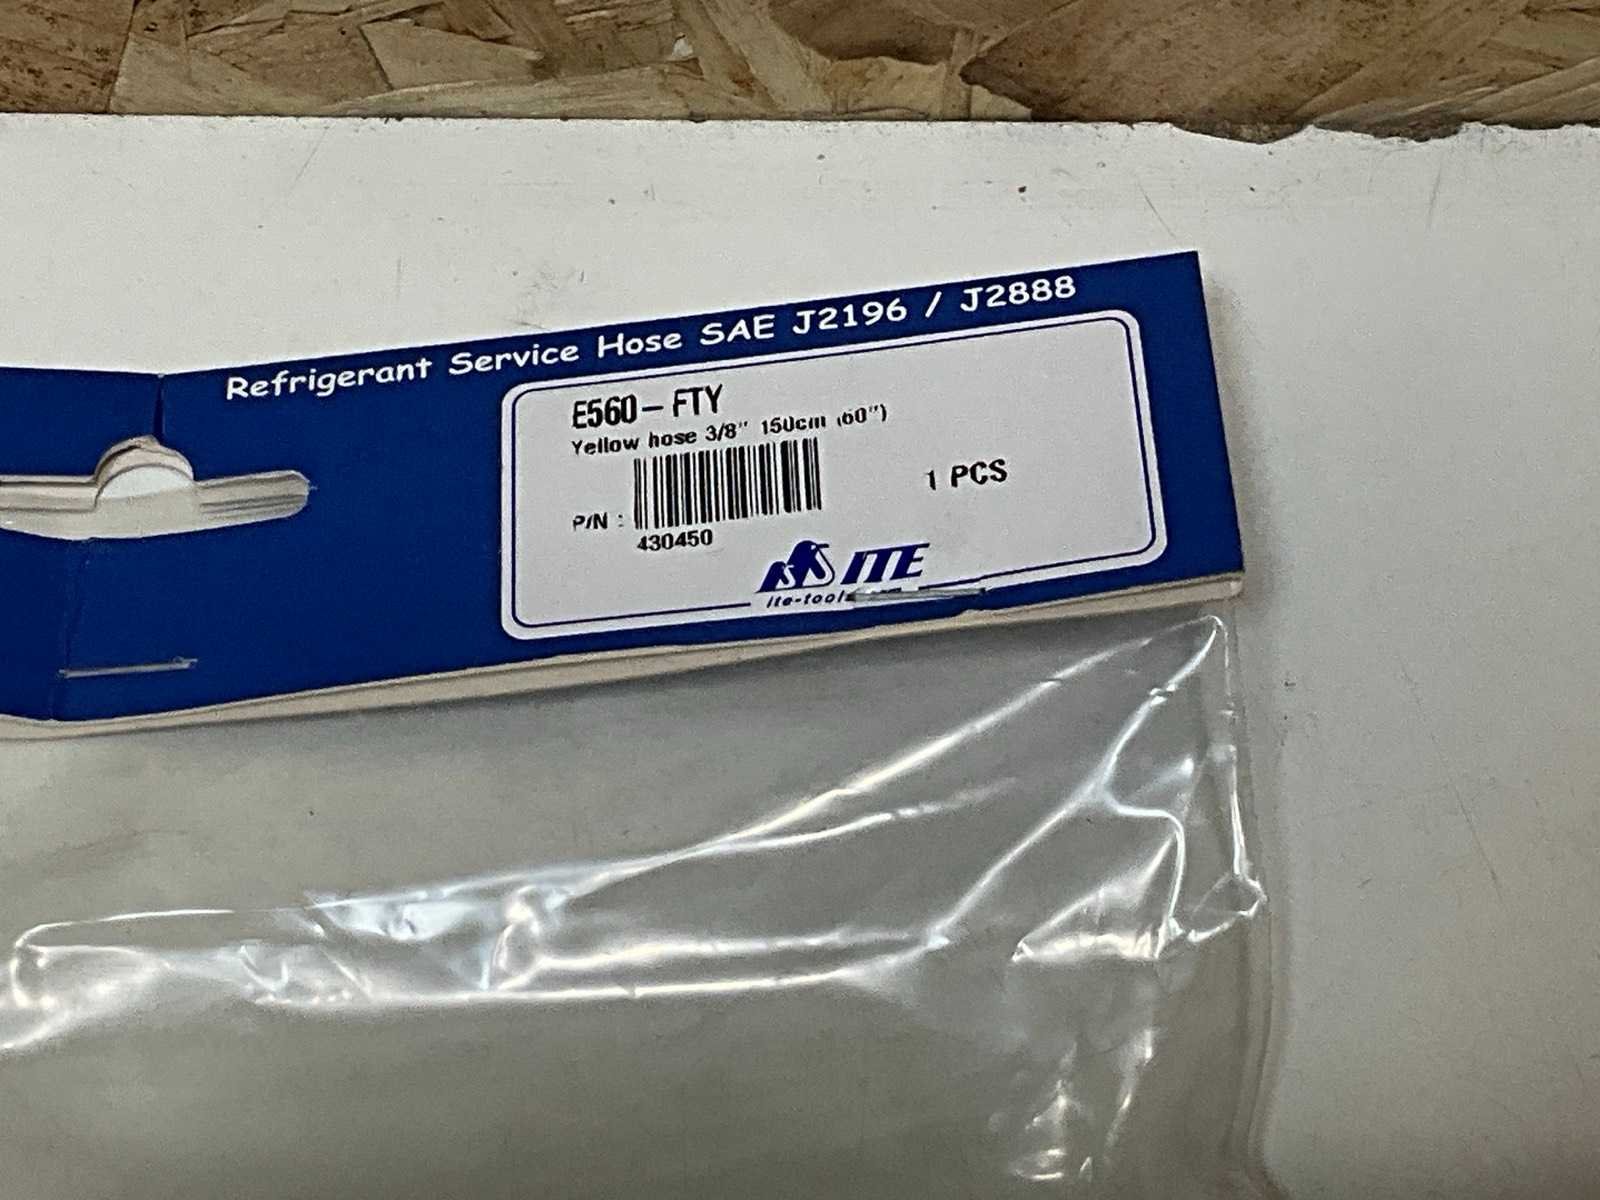 Refrigerant Service Hose SAE J2196 / J2888
E560-FTY
Yellow hose 3/8" 150cm (60")
1 PCS
P/N :
430450
ITE